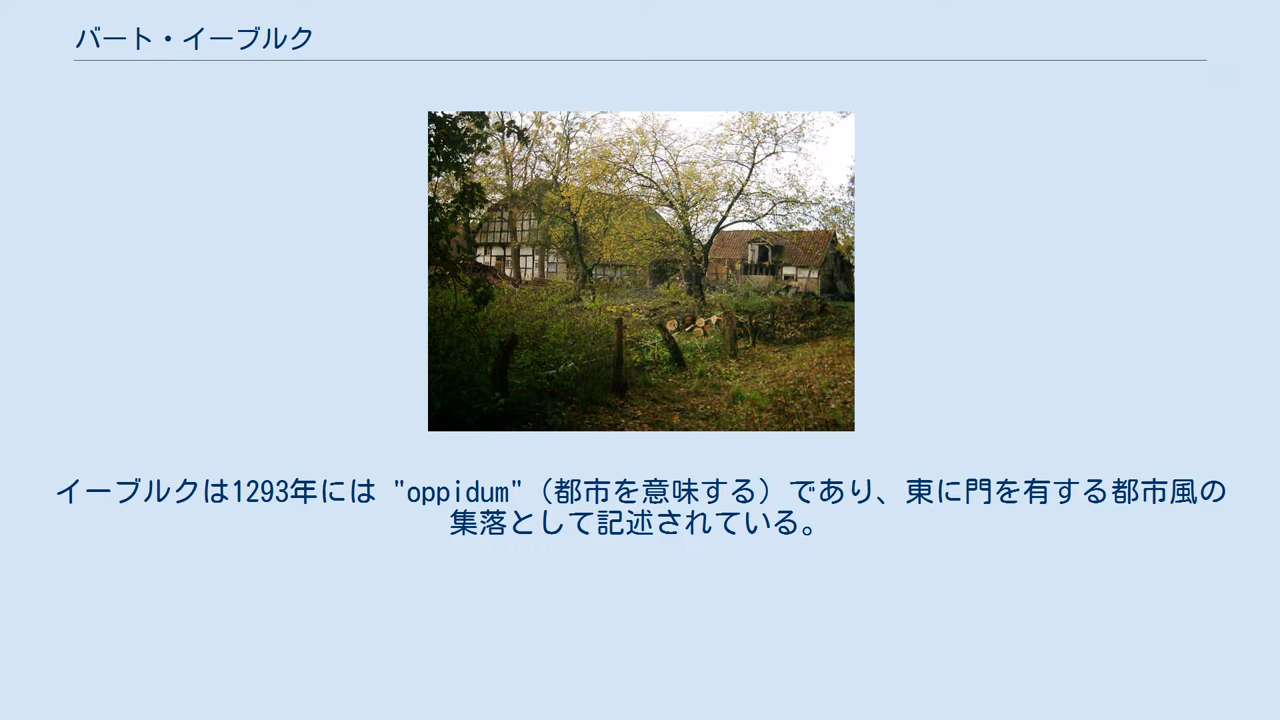 バート・イーブルク
イーブルクは1293年には "oppidum"（都市を意味する）であり、東に門を有する都市風の
集落として記述されている。